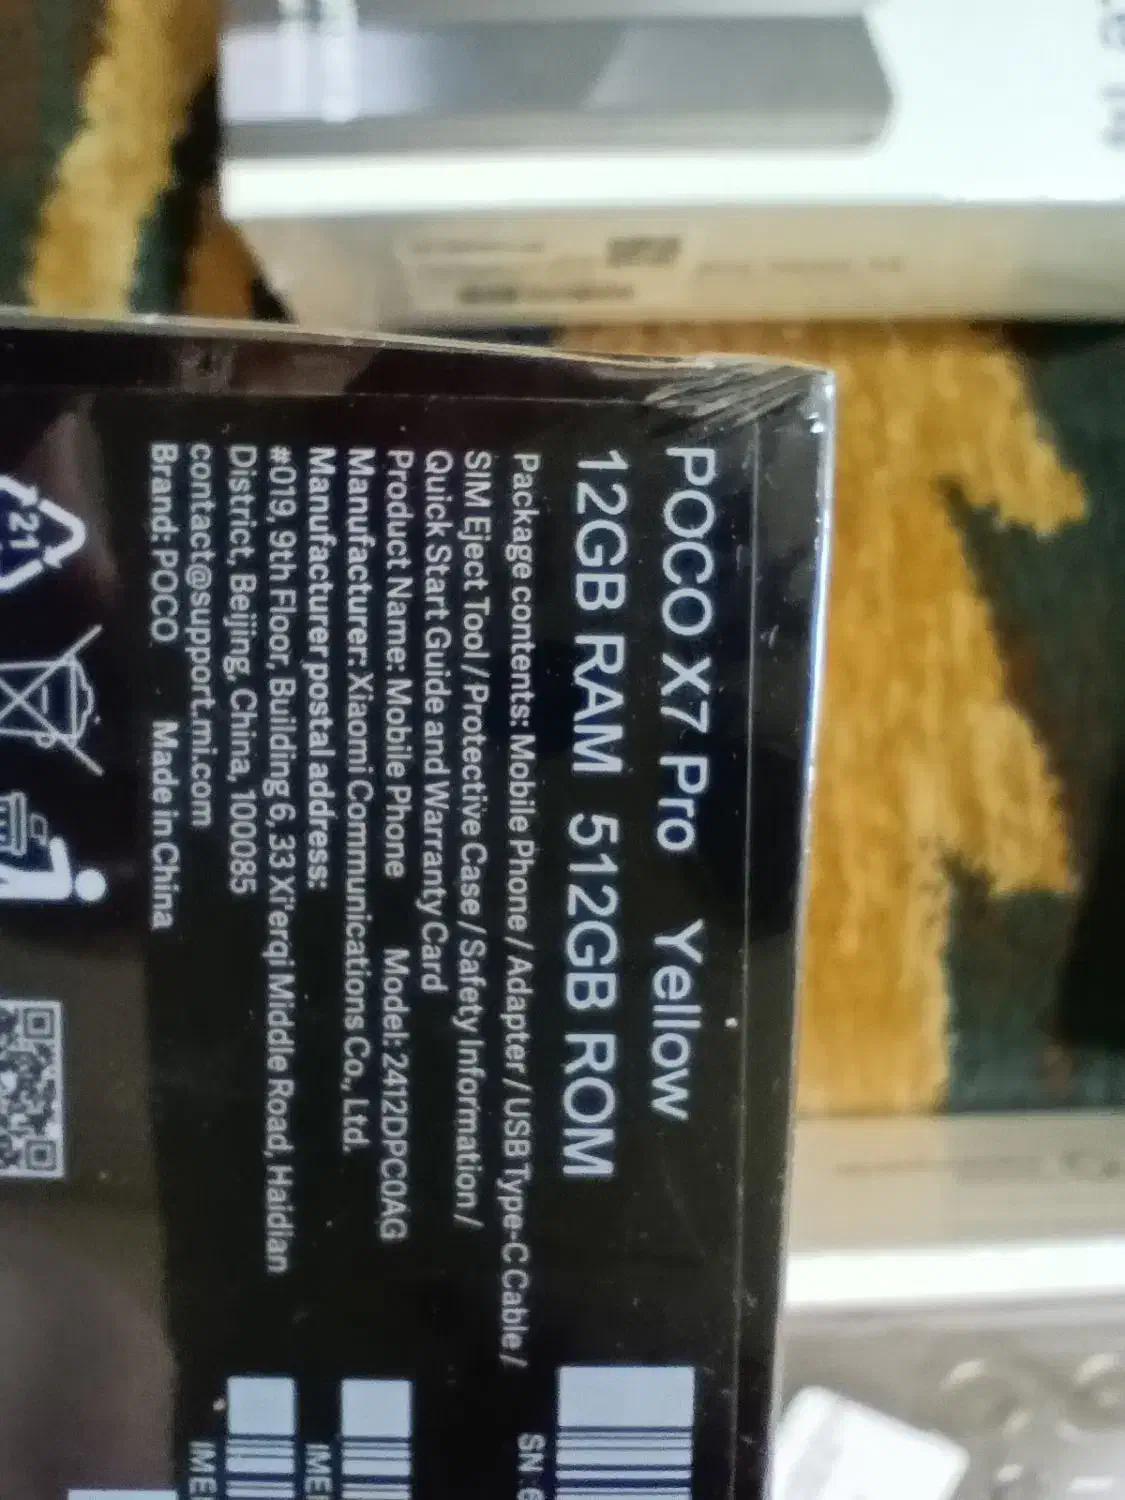 POCO X7 Pro Yellow
12GB RAM 512GB ROM
Package contents: Mobile Phone / Adapter / USB Type-C Cable /
SIM Eject Tool / Protective Case / Safety Information /
Quick Start Guide and Warranty Card
Product Name: Mobile Phone Model: 2412DPC0AG
Manufacturer: Xiaomi Communications Co., Ltd.
Manufacturer postal address:
#019, 9th Floor, Building 6, 33 Xi'erqi Middle Road, Haidian
District, Beijing, China, 100085
contact@support.mi.com
Brand: POCO Made in China
21
SN:
IMEI
IMEI